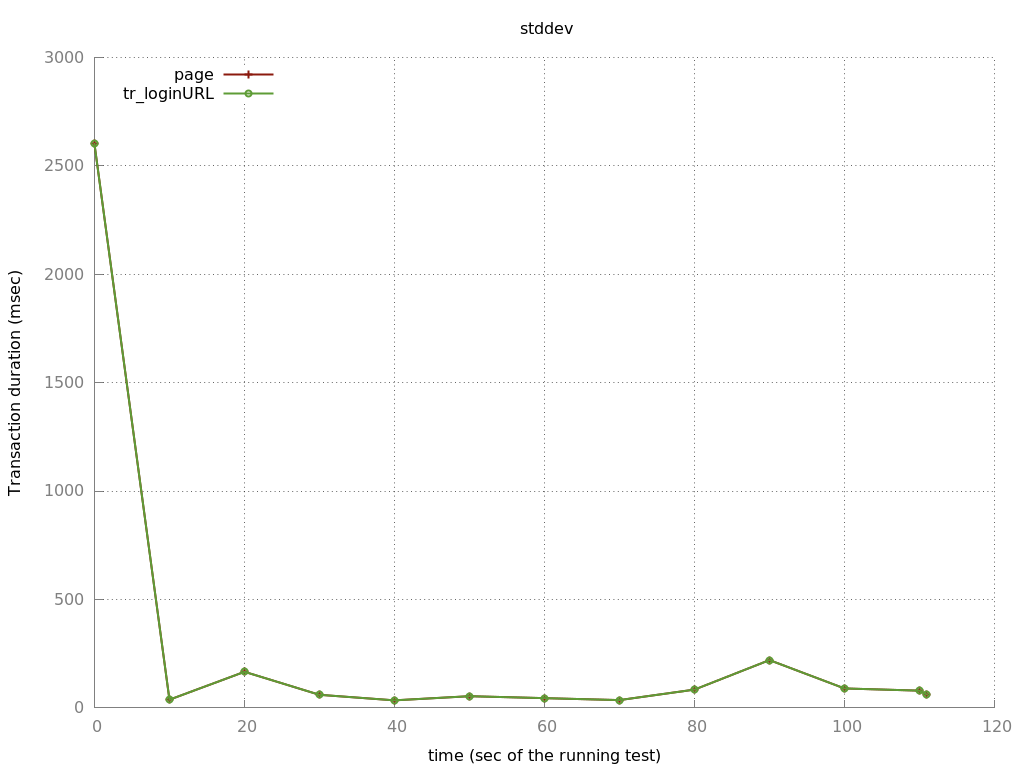 stddev
page
tr_loginURL
3000
2500
2000
1500
1000
500
0
Transaction duration (msec)
0 20 40 60 80 100 120
time (sec of the running test)